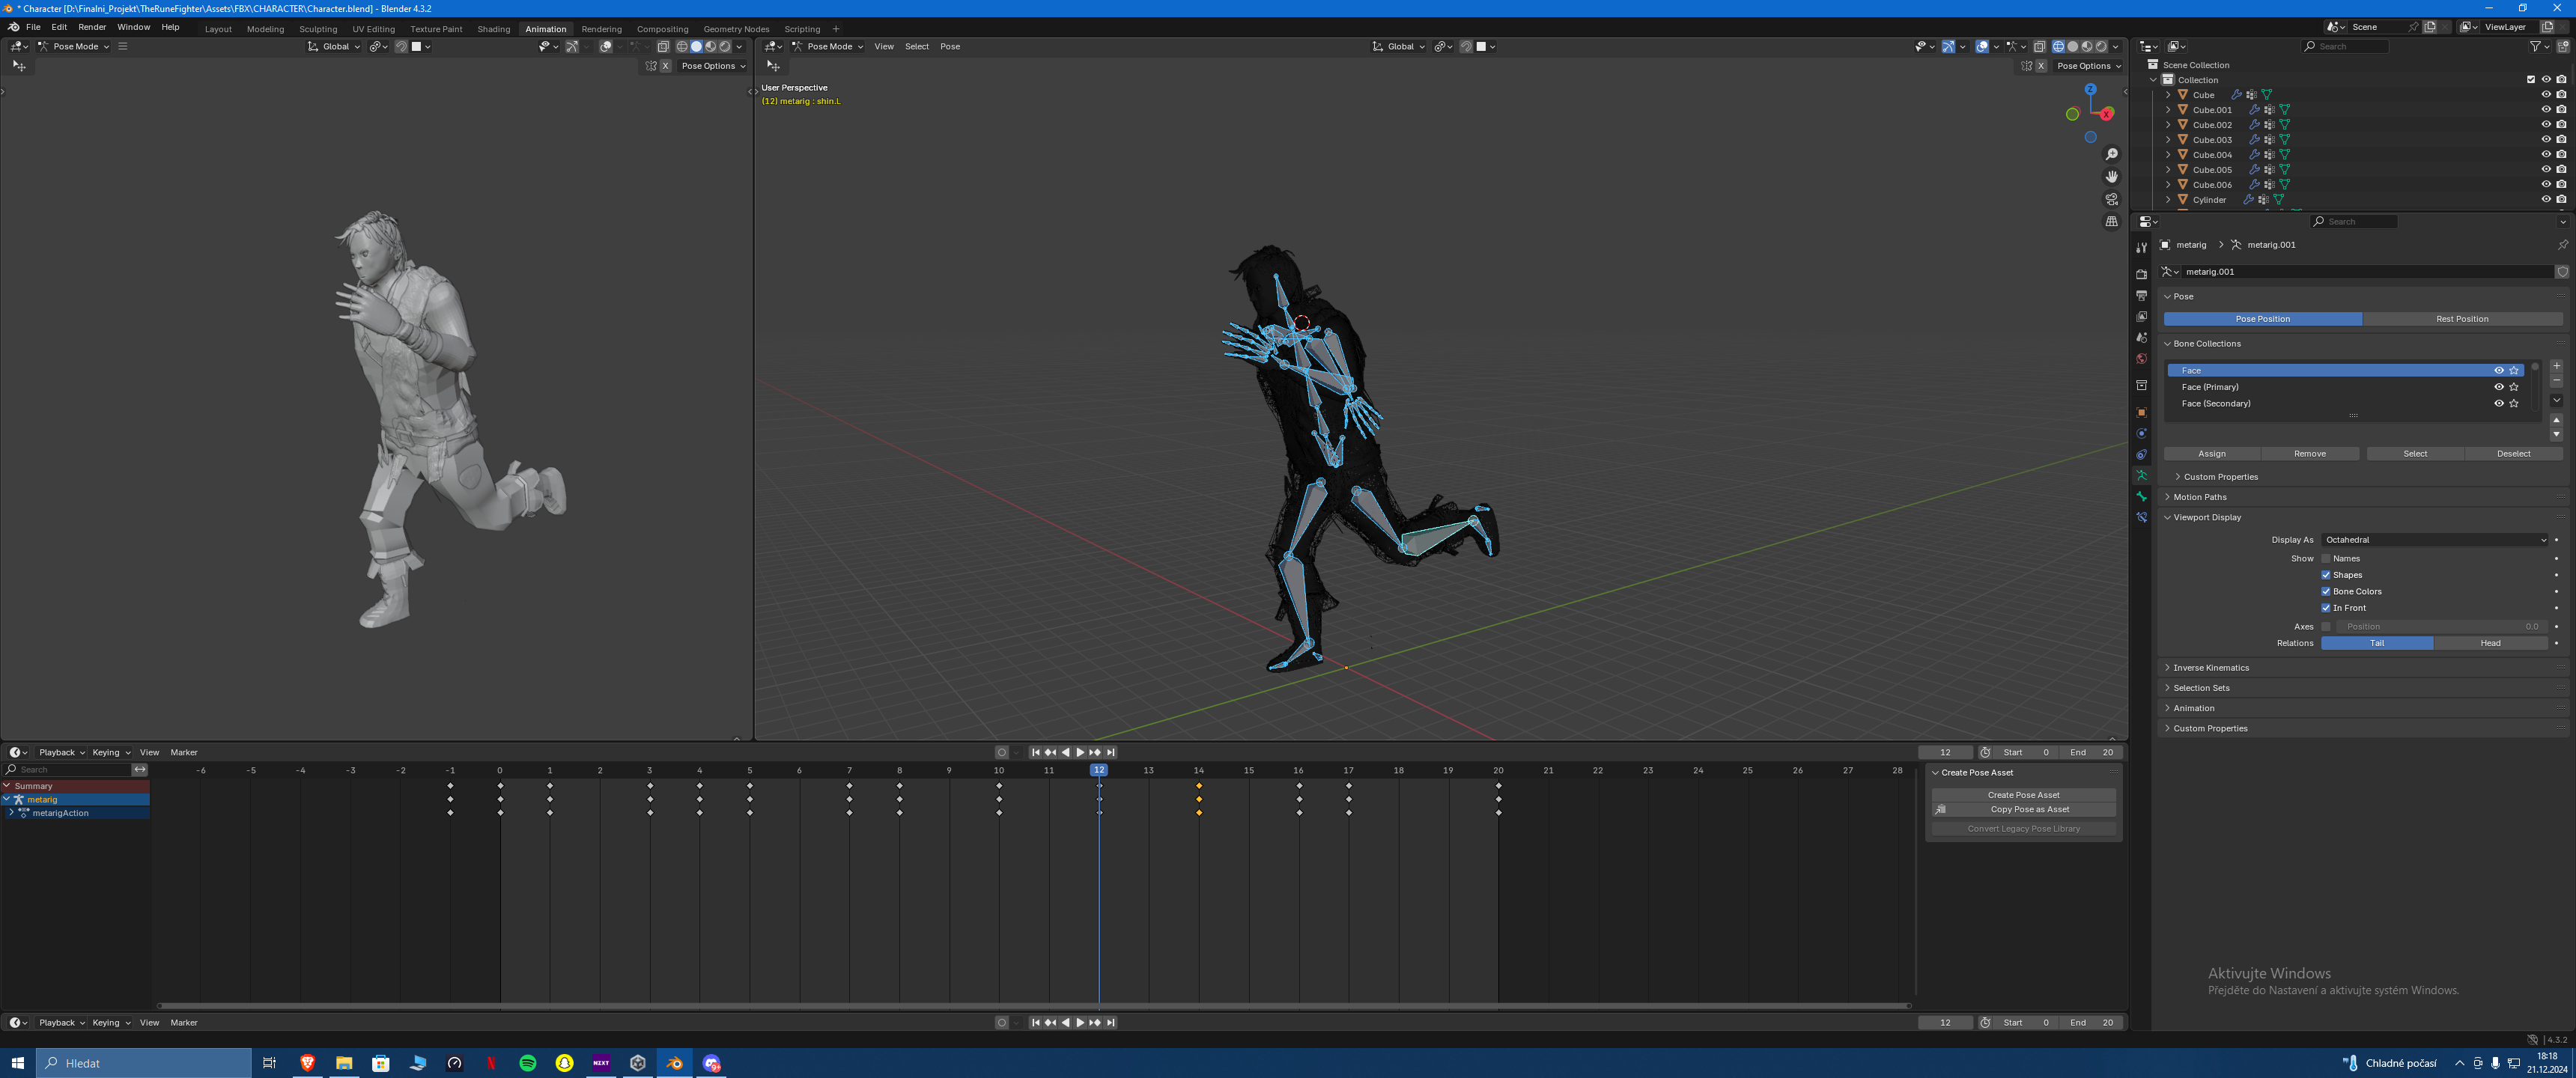 * Character [D:\Finalni_Projekt\TheRuneFighter\Assets\FBX\CHARACTER\Character.blend] - Blender 4.3.2
File Edit Render Window Help
Layout Modeling Sculpting UV Editing Texture Paint Shading Animation Rendering Compositing Geometry Nodes Scripting +
Scene
ViewLayer
Pose Mode
Global
X Pose Options
Pose Mode View Select Pose
Global
X Pose Options
User Perspective
(12) metarig : shin.L
Z
X
Search
Scene Collection
Collection
Cube
Cube.001
Cube.002
Cube.003
Cube.004
Cube.005
Cube.006
Cylinder
Search
metarig > metarig.001
metarig.001
Pose
Pose Position Rest Position
Bone Collections
Face
Face (Primary)
Face (Secondary)
Assign Remove Select Deselect
Custom Properties
Motion Paths
Viewport Display
Display As Octahedral
Show Names
Shapes
Bone Colors
In Front
Axes Position 0.0
Relations Tail Head
Inverse Kinematics
Selection Sets
Animation
Custom Properties
Playback Keying View Marker
12 Start 0 End 20
Search
-6 -5 -4 -3 -2 -1 0 1 2 3 4 5 6 7 8 9 10 11 12 13 14 15 16 17 18 19 20 21 22 23 24 25 26 27 28
Summary
metarig
metarigAction
Create Pose Asset
Create Pose Asset
Copy Pose as Asset
Convert Legacy Pose Library
Aktivujte Windows
Přejděte do Nastavení a aktivujte systém Windows.
Playback Keying View Marker
12 Start 0 End 20
4.3.2
Hledat
N
NEXT
9+
Chladné počasí
18:18
21.12.2024